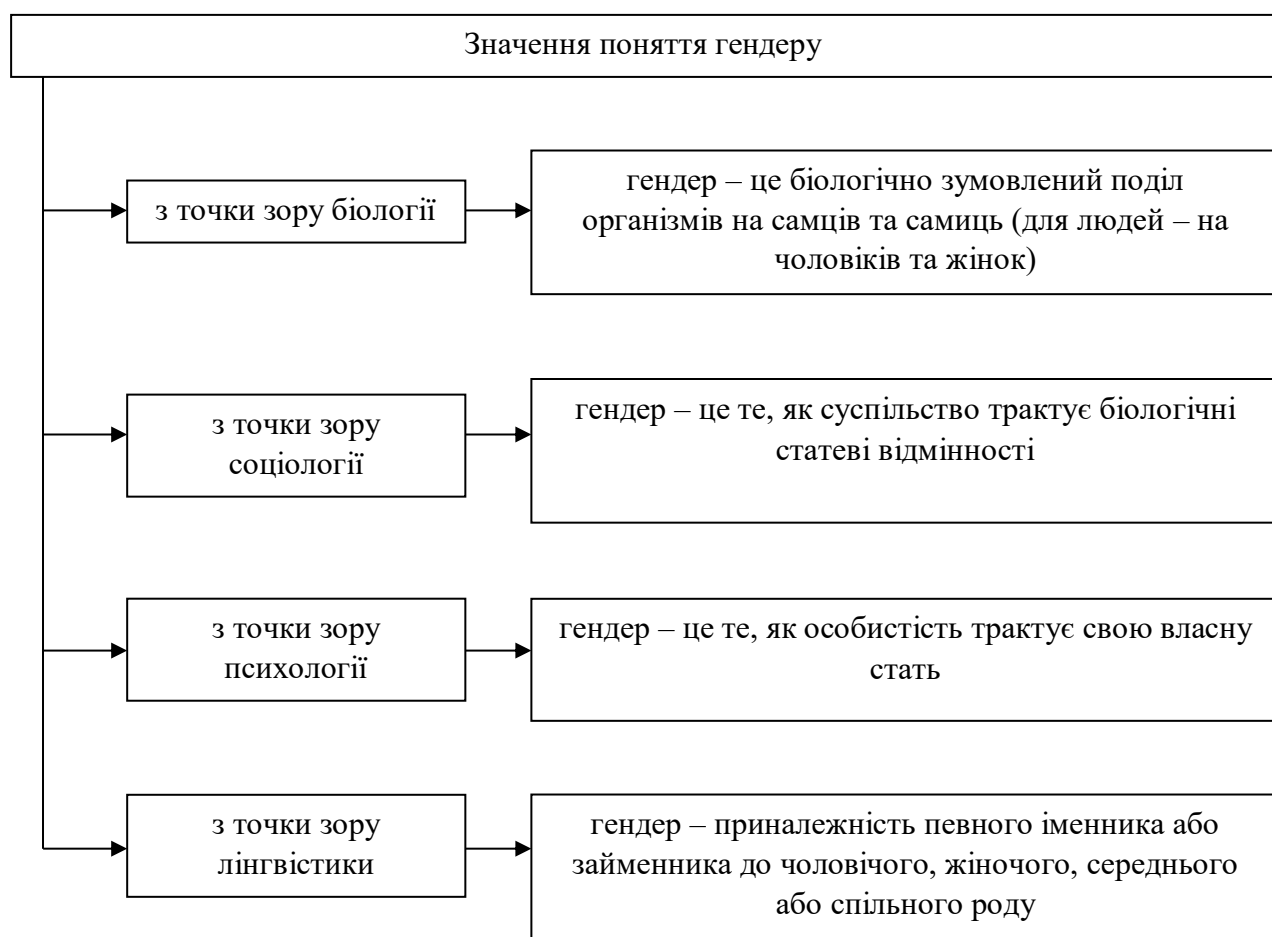 Значення поняття гендеру
з точки зору біології
гендер – це біологічно зумовлений поділ
організмів на самців та самиць (для людей – на
чоловіків та жінок)
з точки зору
соціології
гендер – це те, як суспільство трактує біологічні
статеві відмінності
з точки зору
психології
гендер – це те, як особистість трактує свою власну
стать
з точки зору
лінгвістики
гендер – приналежність певного іменника або
займенника до чоловічого, жіночого, середнього
або спільного роду